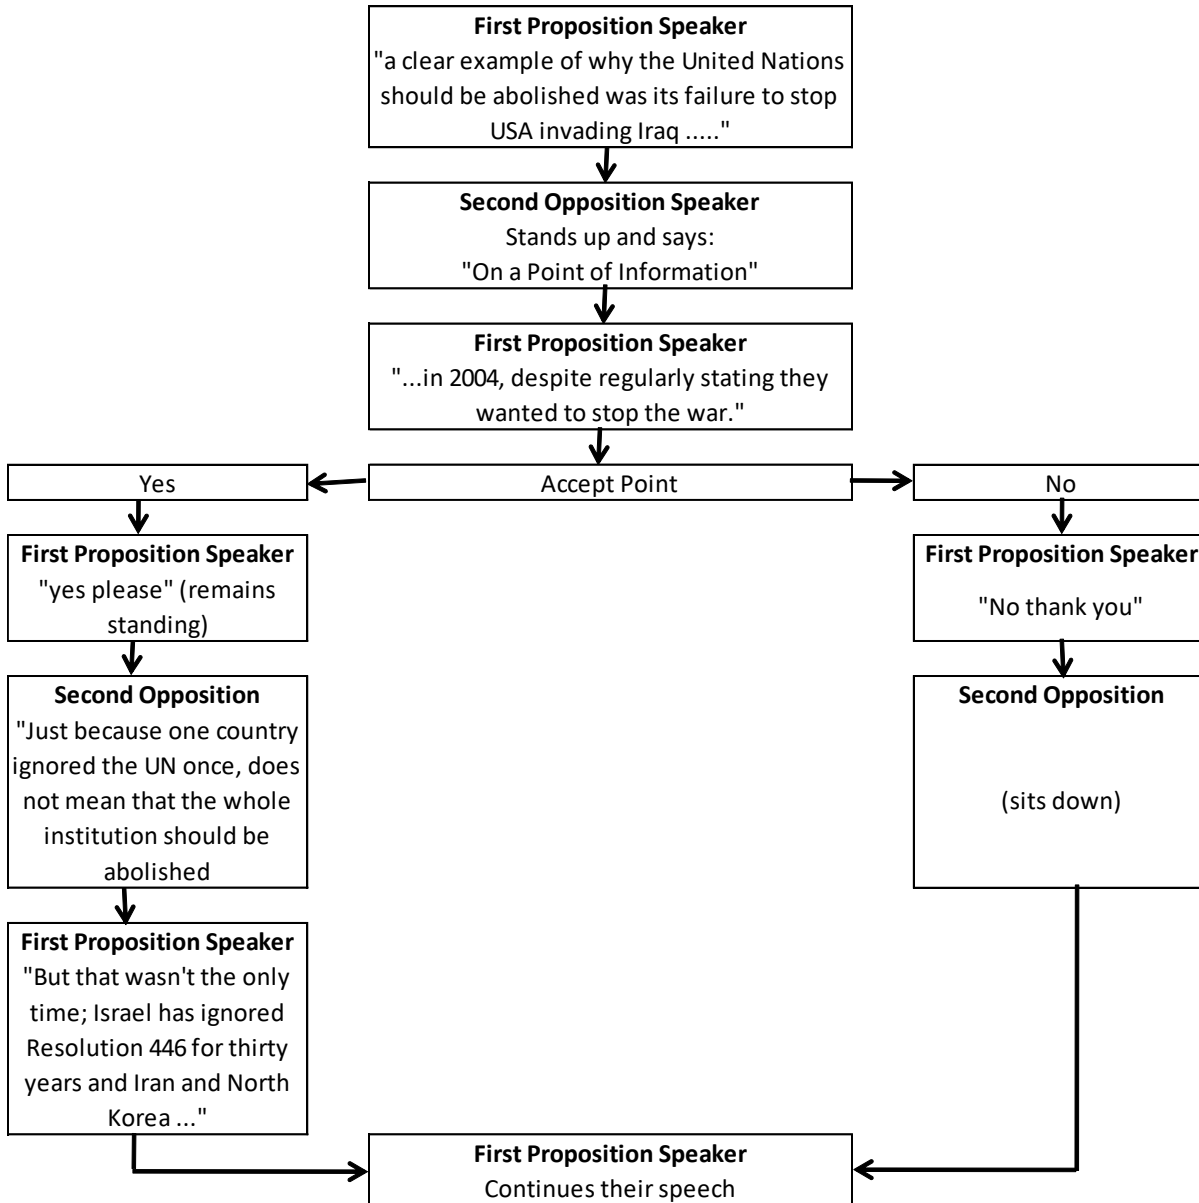 First Proposition Speaker
"a clear example of why the United Nations
should be abolished was its failure to stop
USA invading Iraq ....."
Second Opposition Speaker
Stands up and says:
"On a Point of Information"
First Proposition Speaker
"...in 2004, despite regularly stating they
wanted to stop the war."
Yes
Accept Point
No
First Proposition Speaker
"yes please" (remains
standing)
First Proposition Speaker
"No thank you"
Second Opposition
"Just because one country
ignored the UN once, does
not mean that the whole
institution should be
abolished
Second Opposition
(sits down)
First Proposition Speaker
"But that wasn't the only
time; Israel has ignored
Resolution 446 for thirty
years and Iran and North
Korea ..."
First Proposition Speaker
Continues their speech